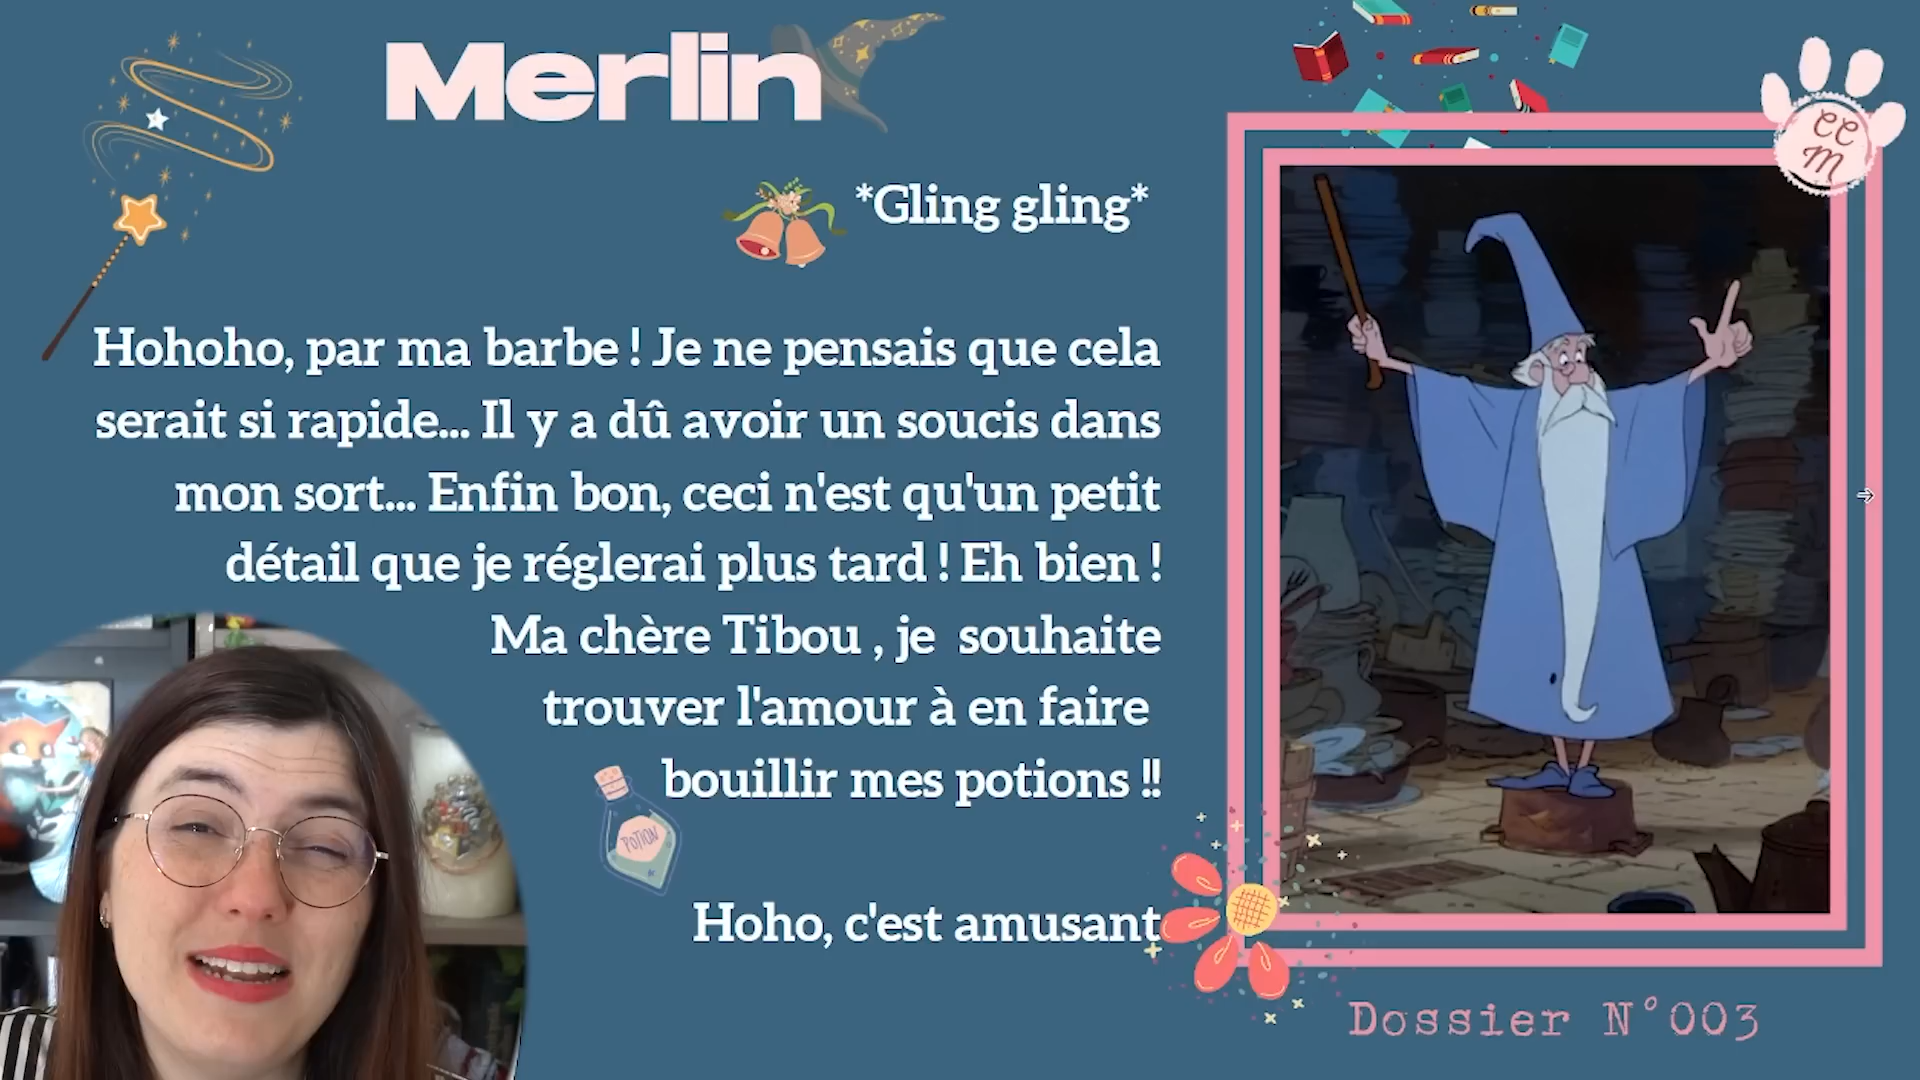 Merlin
*Gling gling*
Hohoho, par ma barbe ! Je ne pensais que cela
serait si rapide... Il y a dû avoir un soucis dans
mon sort... Enfin bon, ceci n'est qu'un petit
détail que je réglerai plus tard ! Eh bien !
Ma chère Tibou , je  souhaite
trouver l'amour à en faire
bouillir mes potions !!
POTION
Hoho, c'est amusant
ee
m
Dossier N°003